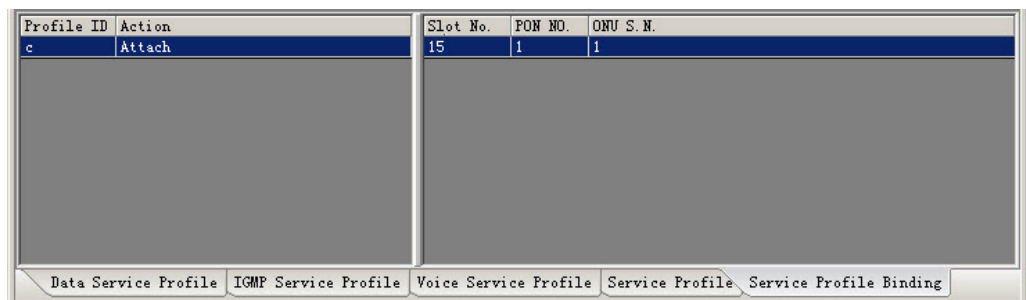 Profile ID Action Slot No. PON NO. ONU S.N.
c Attach 15 1 1
Data Service Profile IGMP Service Profile Voice Service Profile Service Profile Service Profile Binding